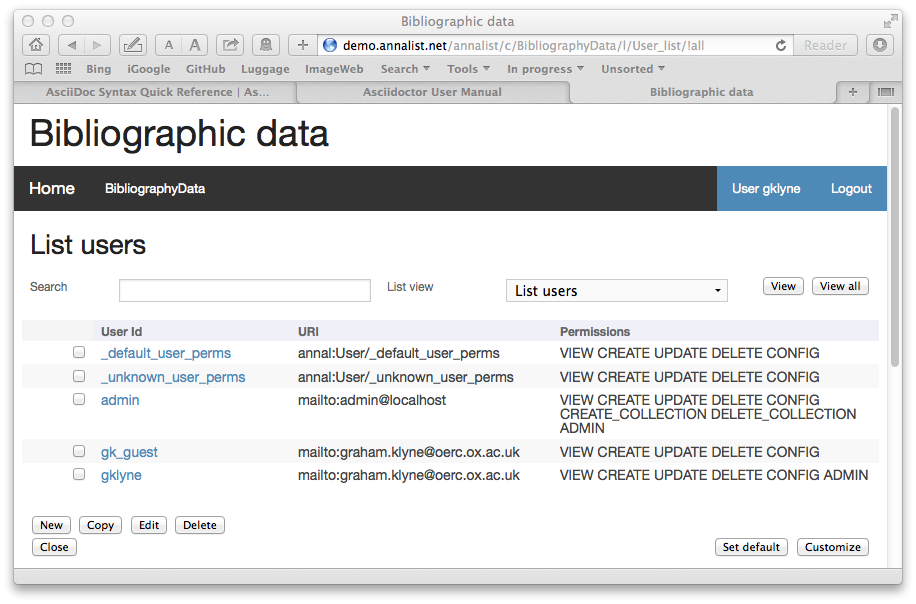 Bibliographic data
A A demo.annalist.net/annalist/c/BibliographyData/l/User_list/!all Reader
Bing iGoogle GitHub Luggage ImageWeb Search Tools In progress Unsorted
AsciiDoc Syntax Quick Reference | As... Asciidoctor User Manual Bibliographic data
Bibliographic data
Home BibliographyData User gklyne Logout
List users
Search List view List users View View all
User Id URI Permissions
_default_user_perms annal:User/_default_user_perms VIEW CREATE UPDATE DELETE CONFIG
_unknown_user_perms annal:User/_unknown_user_perms VIEW CREATE UPDATE DELETE CONFIG
admin mailto:admin@localhost VIEW CREATE UPDATE DELETE CONFIG
CREATE_COLLECTION DELETE_COLLECTION
ADMIN
gk_guest mailto:graham.klyne@oerc.ox.ac.uk VIEW CREATE UPDATE DELETE CONFIG
gklyne mailto:graham.klyne@oerc.ox.ac.uk VIEW CREATE UPDATE DELETE CONFIG ADMIN
New Copy Edit Delete
Close Set default Customize